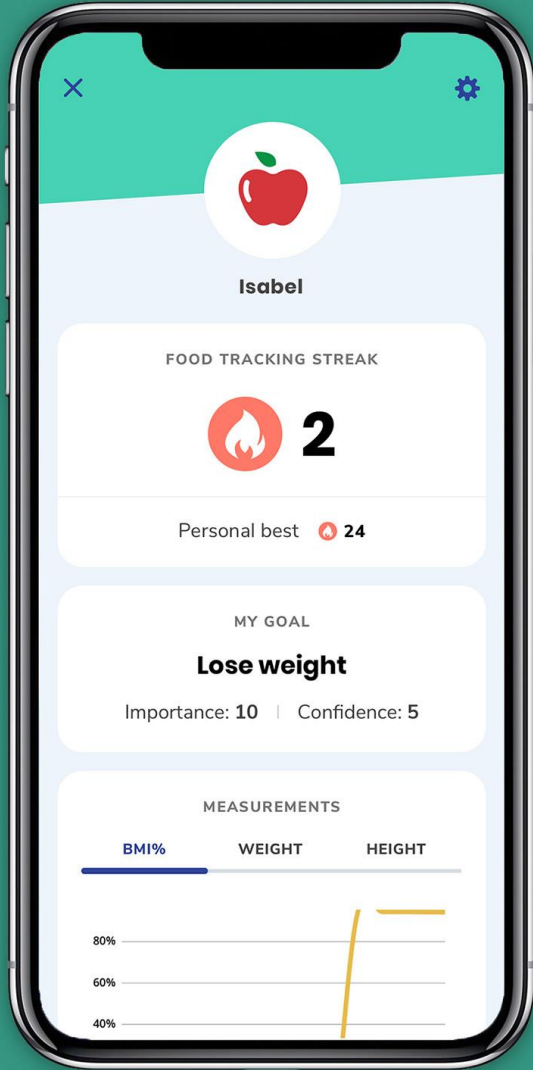 Isabel
FOOD TRACKING STREAK
2
Personal best 24
MY GOAL
Lose weight
Importance: 10 | Confidence: 5
MEASUREMENTS
BMI% WEIGHT HEIGHT
80%
60%
40%